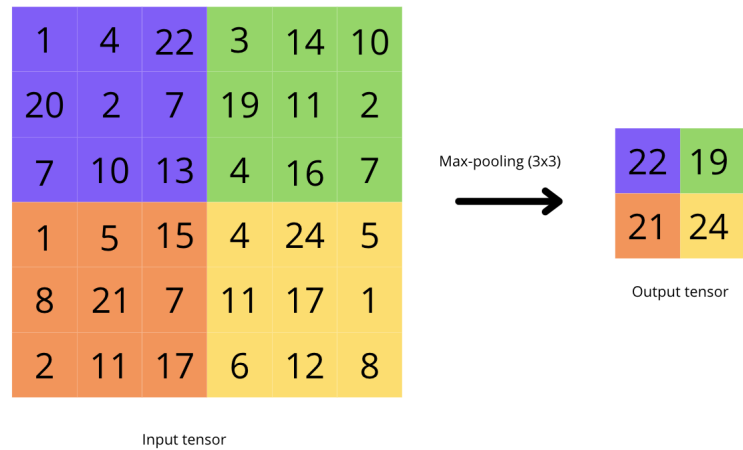 1 4 22 3 14 10
20 2 7 19 11 2
7 10 13 4 16 7
1 5 15 4 24 5
8 21 7 11 17 1
2 11 17 6 12 8
Input tensor
Max-pooling (3x3)
22 19
21 24
Output tensor